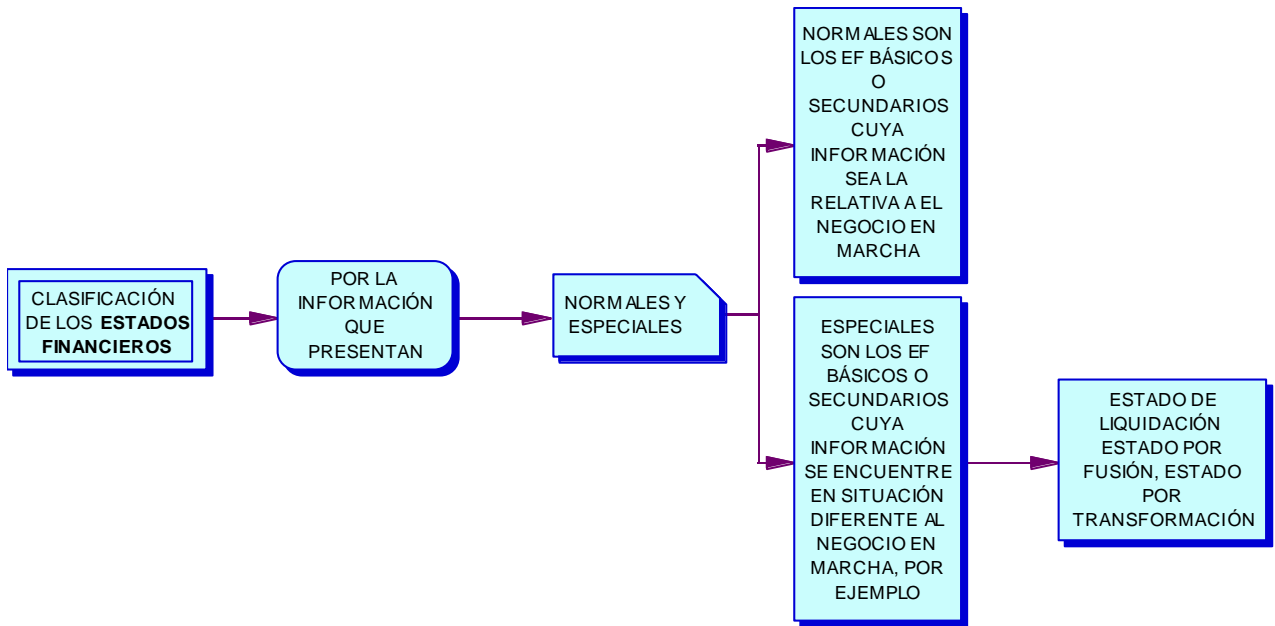 CLASIFICACIÓN
DE LOS ESTADOS
FINANCIEROS
POR LA
INFORMACIÓN
QUE
PRESENTAN
NORMALES Y
ESPECIALES
NORMALES SON
LOS EF BÁSICOS
O
SECUNDARIOS
CUYA
INFORMACIÓN
SEA LA
RELATIVA A EL
NEGOCIO EN
MARCHA
ESPECIALES
SON LOS EF
BÁSICOS O
SECUNDARIOS
CUYA
INFORMACIÓN
SE ENCUENTRE
EN SITUACIÓN
DIFERENTE AL
NEGOCIO EN
MARCHA, POR
EJEMPLO
ESTADO DE
LIQUIDACIÓN
ESTADO POR
FUSIÓN, ESTADO
POR
TRANSFORMACIÓN